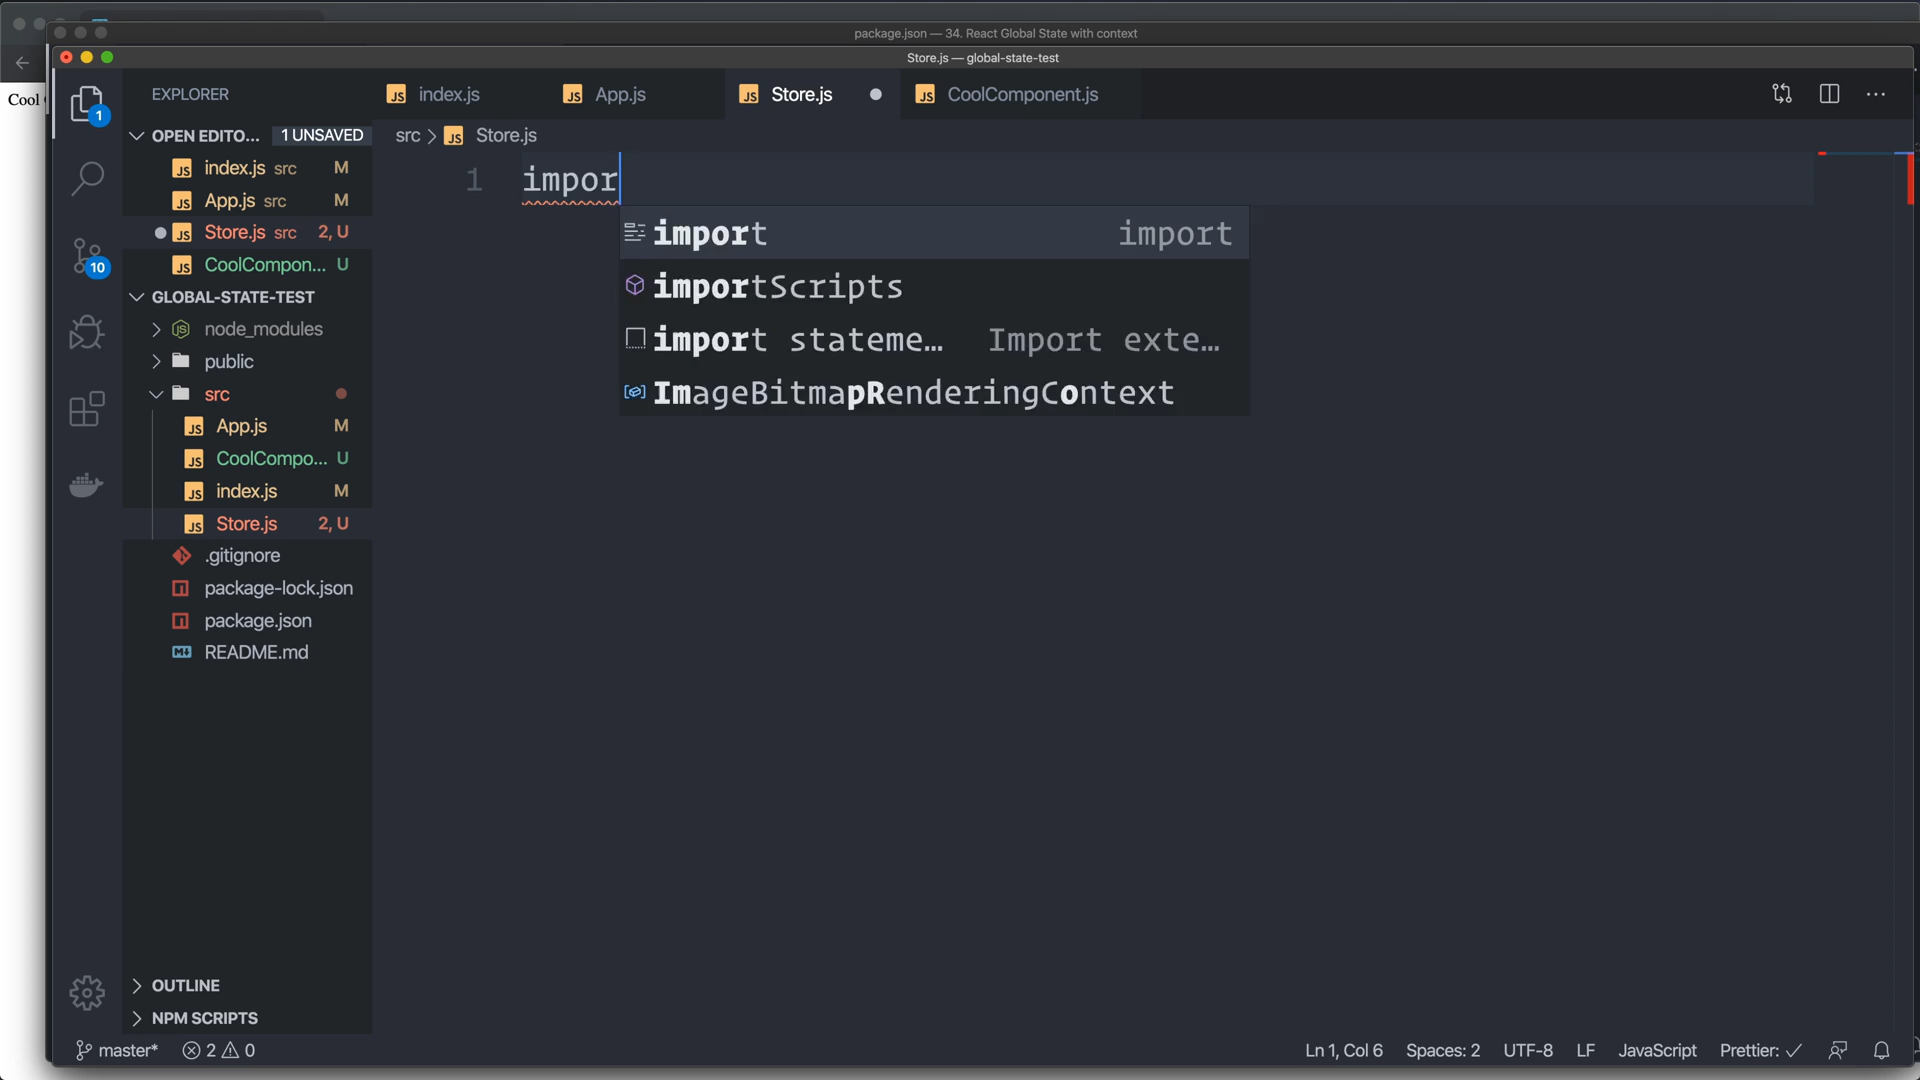 package.json — 34. React Global State with context
Store.js — global-state-test
Cool
EXPLORER
index.js
App.js
Store.js
CoolComponent.js
1
OPEN EDITO... 1 UNSAVED
src > Store.js
index.js src M
App.js src M
Store.js src 2, U
CoolCompon... U
1 impor
import import
importScripts
import stateme... Import exte...
ImageBitmapRenderingContext
10
GLOBAL-STATE-TEST
node_modules
public
src
App.js M
CoolCompo... U
index.js M
Store.js 2, U
.gitignore
package-lock.json
package.json
README.md
OUTLINE
NPM SCRIPTS
master* 2 0
Ln 1, Col 6 Spaces: 2 UTF-8 LF JavaScript Prettier: ✓